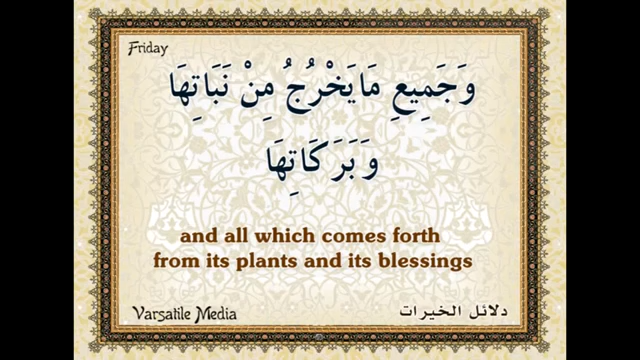 Friday
وَجَمِيعِ مَا يَخْرُجُ مِنْ نَبَاتِهَا
وَبَرَكَاتِهَا
and all which comes forth
from its plants and its blessings
Varsatile Media
دلائل الخيرات